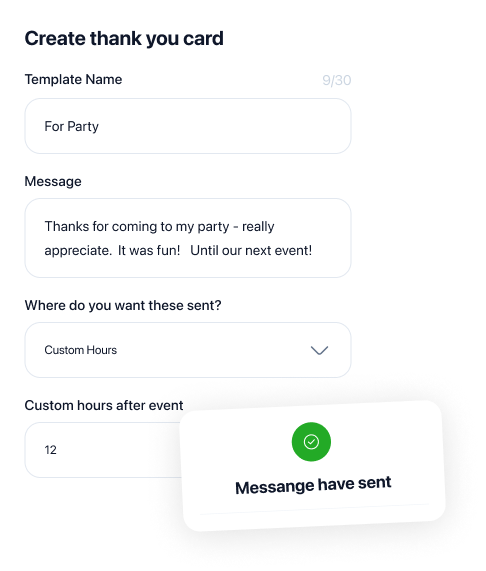 Create thank you card
Template Name
9/30
For Party
Message
Thanks for coming to my party - really
appreciate. It was fun! Until our next event!
Where do you want these sent?
Custom Hours
Custom hours after event
12
Messange have sent